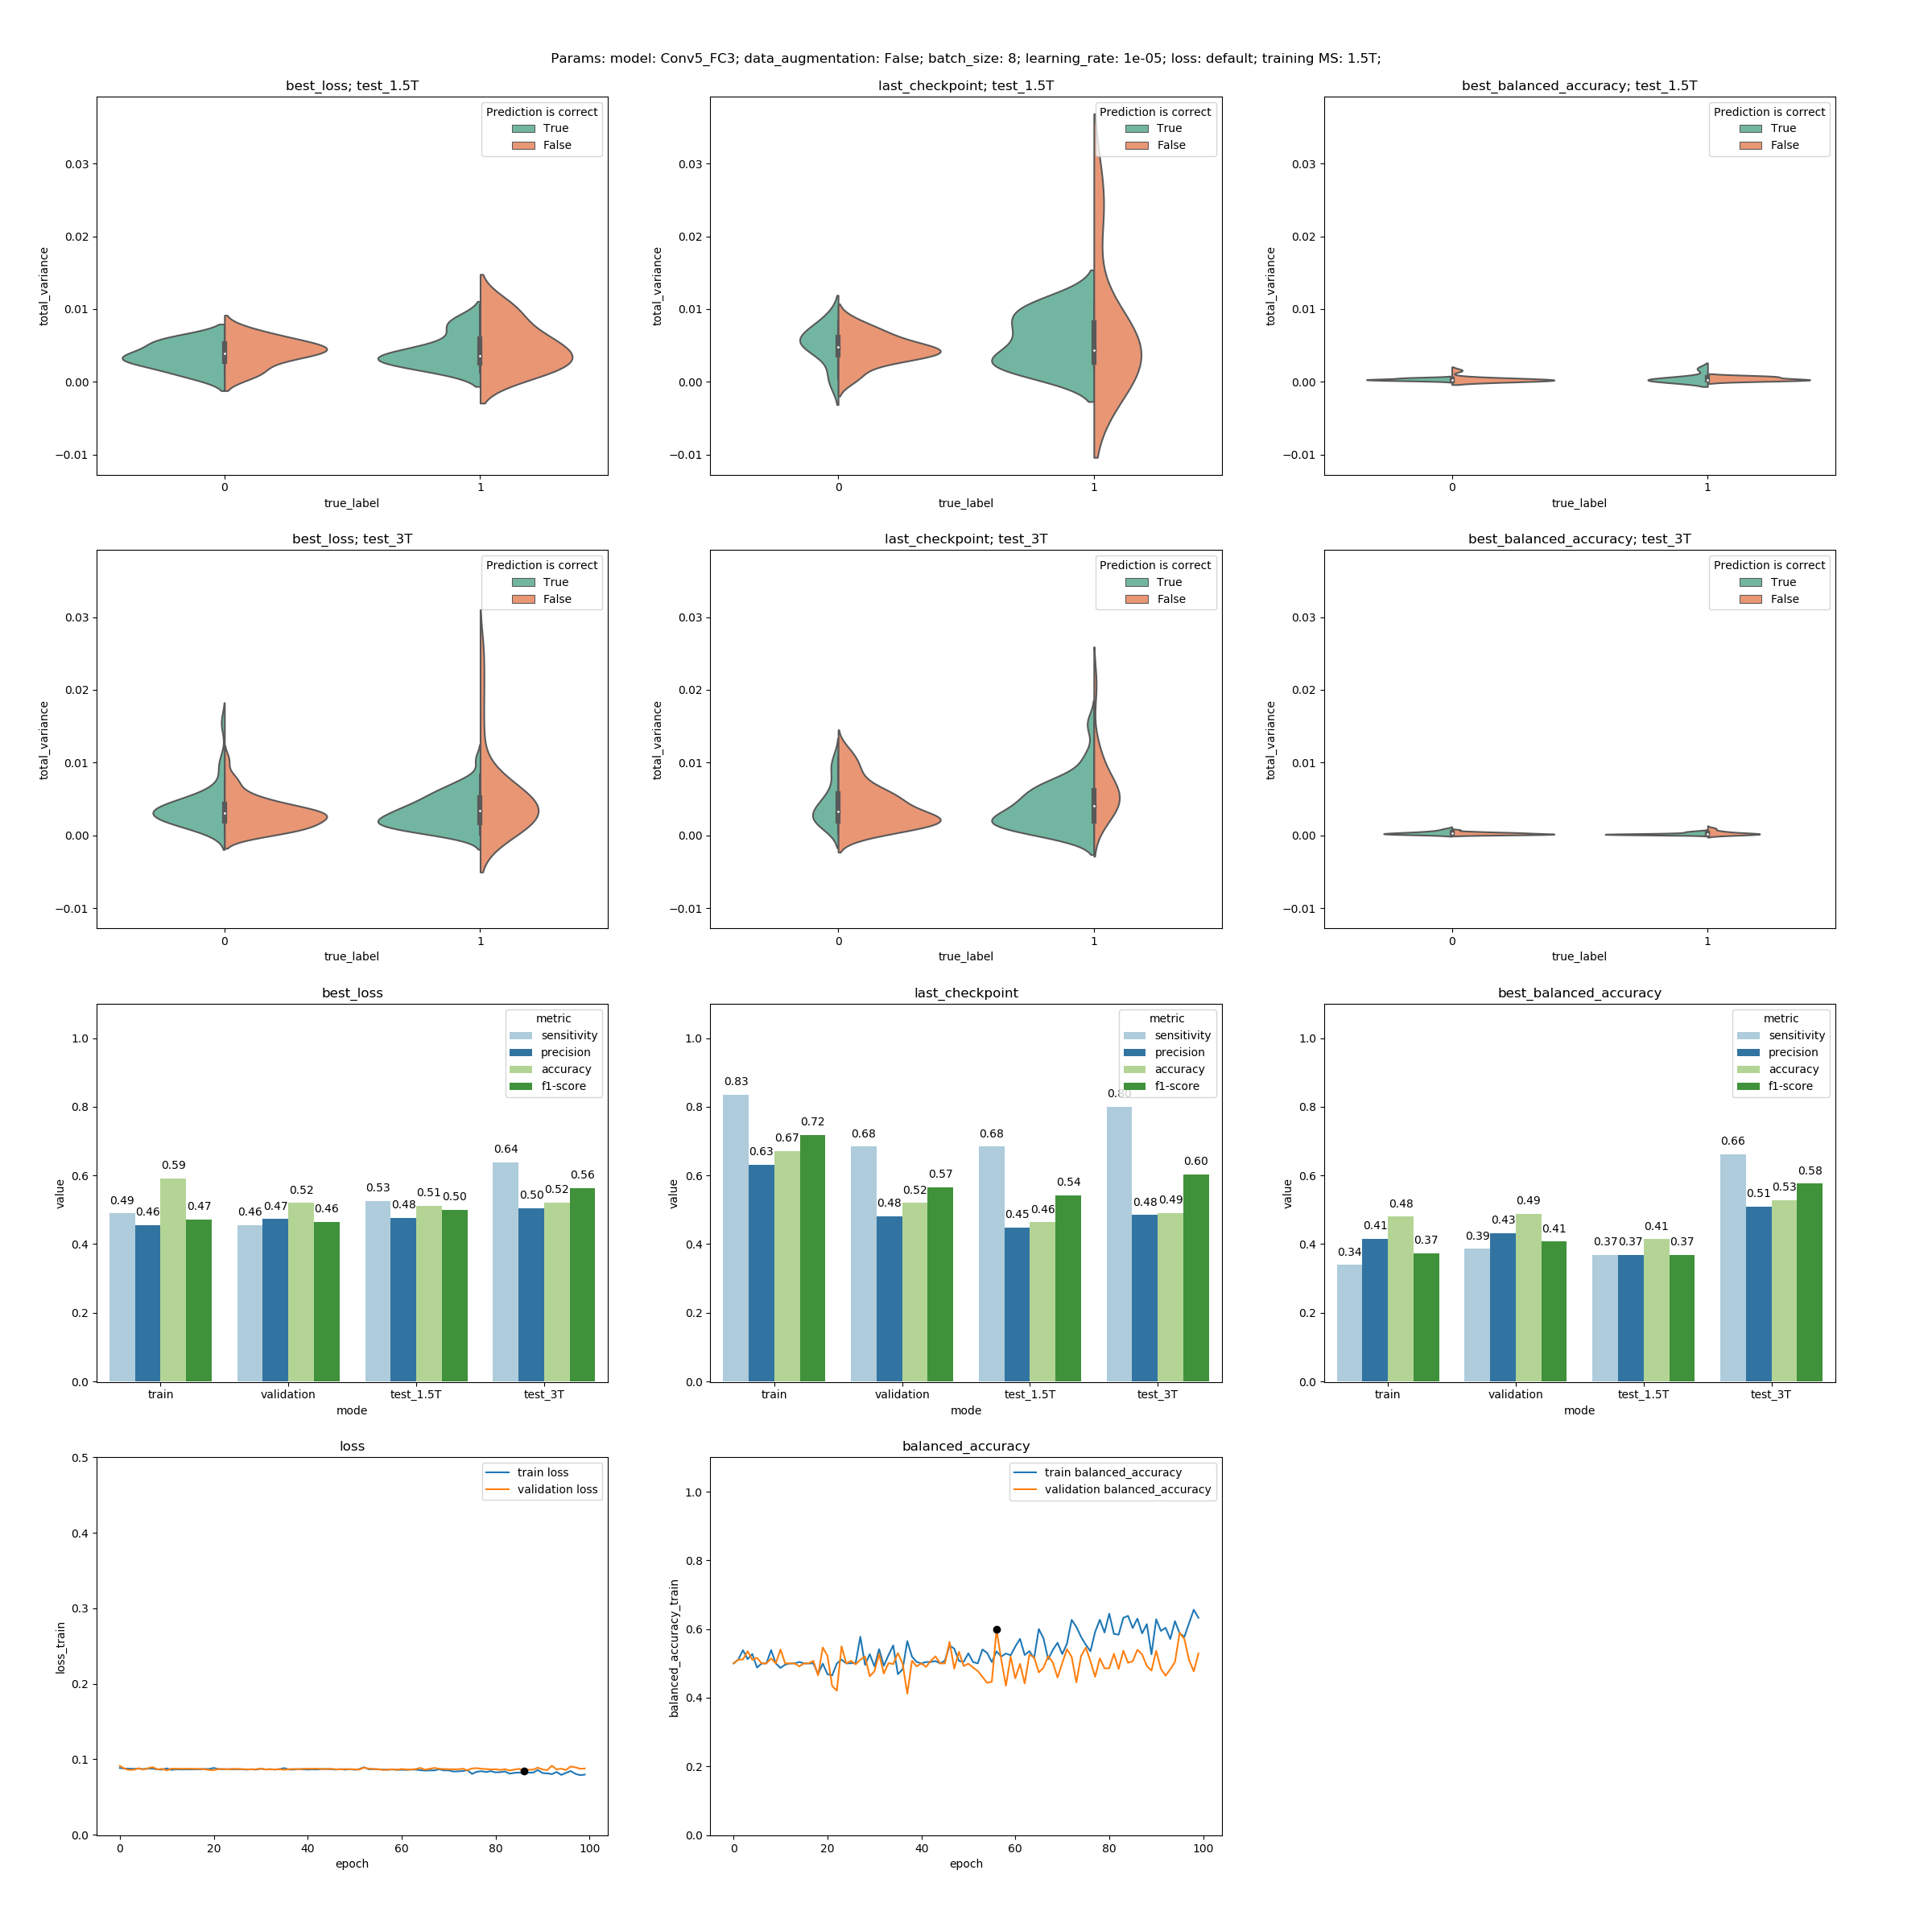 Params: model: Conv5_FC3; data_augmentation: False; batch_size: 8; learning_rate: 1e-05; loss: default; training MS: 1.5T;
best_loss; test_1.5T
Prediction is correct
True
False
total_variance
0.03
0.02
0.01
0.00
−0.01
0
1
true_label
last_checkpoint; test_1.5T
Prediction is correct
True
False
total_variance
0.03
0.02
0.01
0.00
−0.01
0
1
true_label
best_balanced_accuracy; test_1.5T
Prediction is correct
True
False
total_variance
0.03
0.02
0.01
0.00
−0.01
0
1
true_label
best_loss; test_3T
Prediction is correct
True
False
total_variance
0.03
0.02
0.01
0.00
−0.01
0
1
true_label
last_checkpoint; test_3T
Prediction is correct
True
False
total_variance
0.03
0.02
0.01
0.00
−0.01
0
1
true_label
best_balanced_accuracy; test_3T
Prediction is correct
True
False
total_variance
0.03
0.02
0.01
0.00
−0.01
0
1
true_label
best_loss
metric
sensitivity
precision
accuracy
f1-score
value
1.0
0.8
0.6
0.4
0.2
0.0
0.49 0.46 0.59 0.47
0.46 0.47 0.52 0.46
0.53 0.48 0.51 0.50
0.64 0.50 0.52 0.56
train validation test_1.5T test_3T
mode
last_checkpoint
metric
sensitivity
precision
accuracy
f1-score
value
1.0
0.8
0.6
0.4
0.2
0.0
0.83 0.63 0.67 0.72
0.68 0.48 0.52 0.57
0.68 0.45 0.46 0.54
0.80 0.48 0.49 0.60
train validation test_1.5T test_3T
mode
best_balanced_accuracy
metric
sensitivity
precision
accuracy
f1-score
value
1.0
0.8
0.6
0.4
0.2
0.0
0.34 0.41 0.48 0.37
0.39 0.43 0.49 0.41
0.37 0.37 0.41 0.37
0.66 0.51 0.53 0.58
train validation test_1.5T test_3T
mode
loss
train loss
validation loss
loss_train
0.5
0.4
0.3
0.2
0.1
0.0
0 20 40 60 80 100
epoch
balanced_accuracy
train balanced_accuracy
validation balanced_accuracy
balanced_accuracy_train
1.0
0.8
0.6
0.4
0.2
0.0
0 20 40 60 80 100
epoch